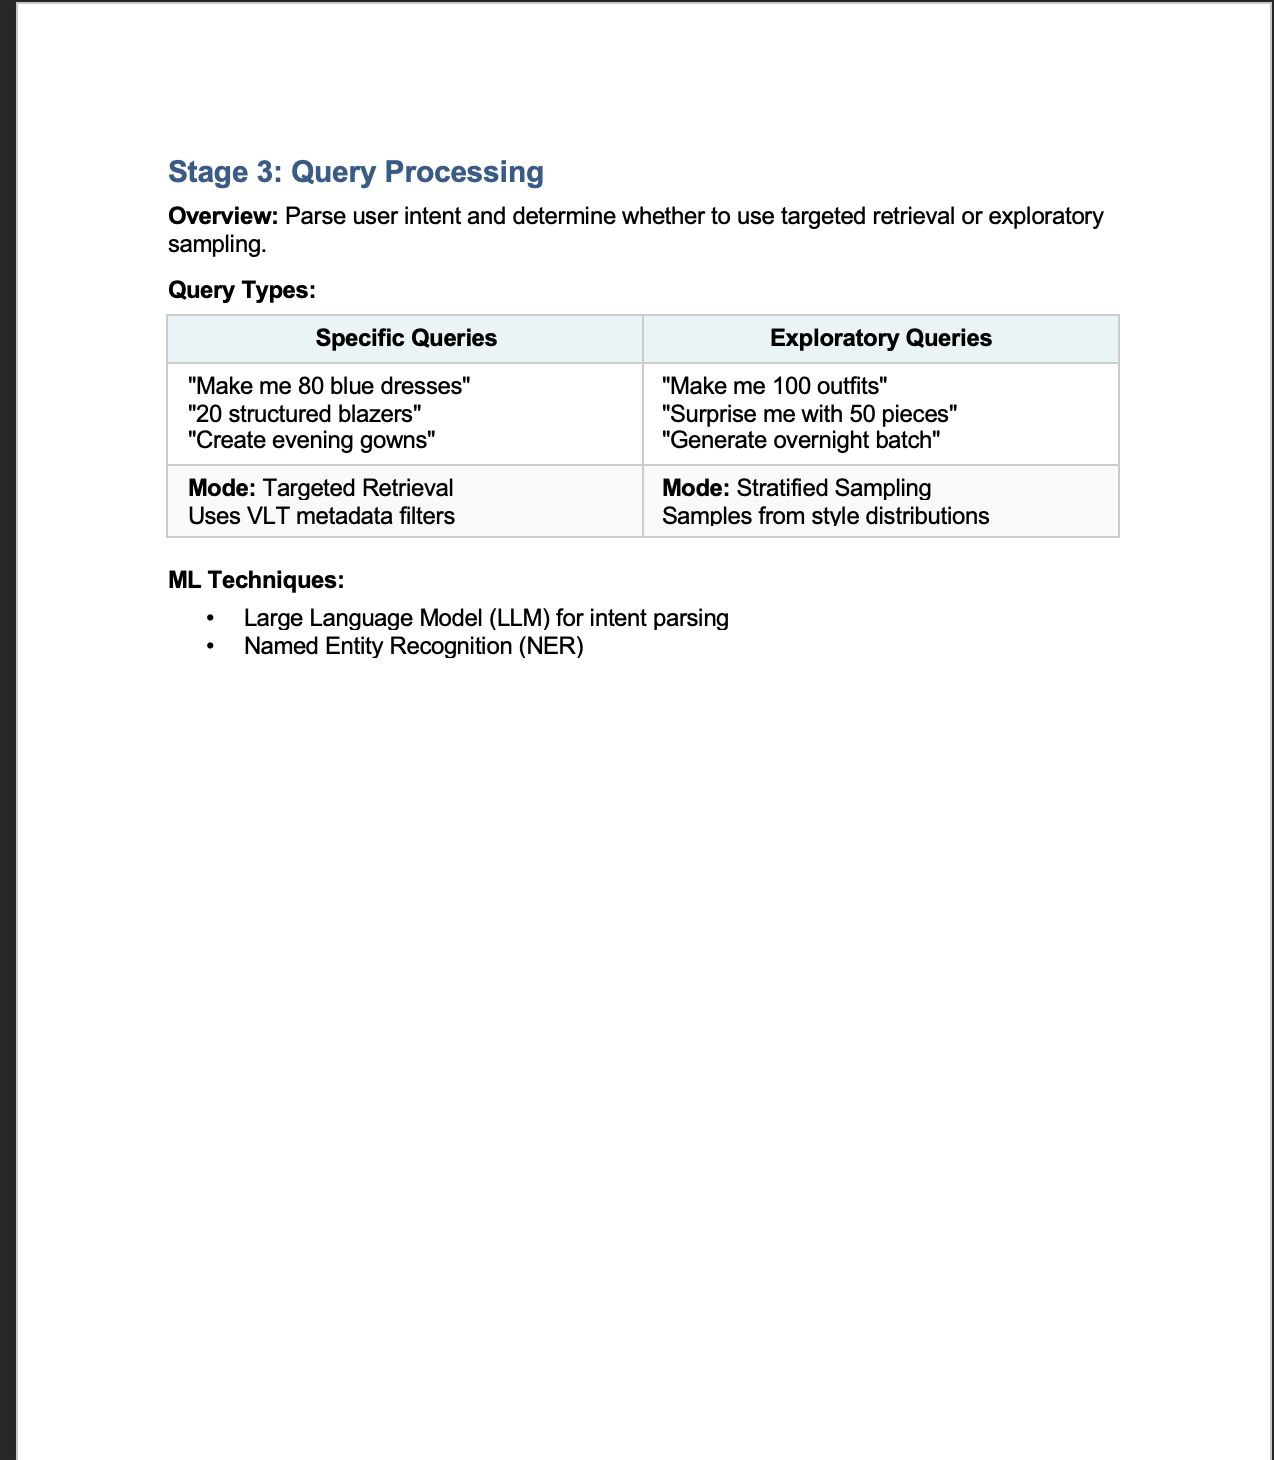 Stage 3: Query Processing
Overview: Parse user intent and determine whether to use targeted retrieval or exploratory
sampling.
Query Types:
Specific Queries
Exploratory Queries
"Make me 80 blue dresses"
"20 structured blazers"
"Create evening gowns"
"Make me 100 outfits"
"Surprise me with 50 pieces"
"Generate overnight batch"
Mode: Targeted Retrieval
Uses VLT metadata filters
Mode: Stratified Sampling
Samples from style distributions
ML Techniques:
• Large Language Model (LLM) for intent parsing
• Named Entity Recognition (NER)